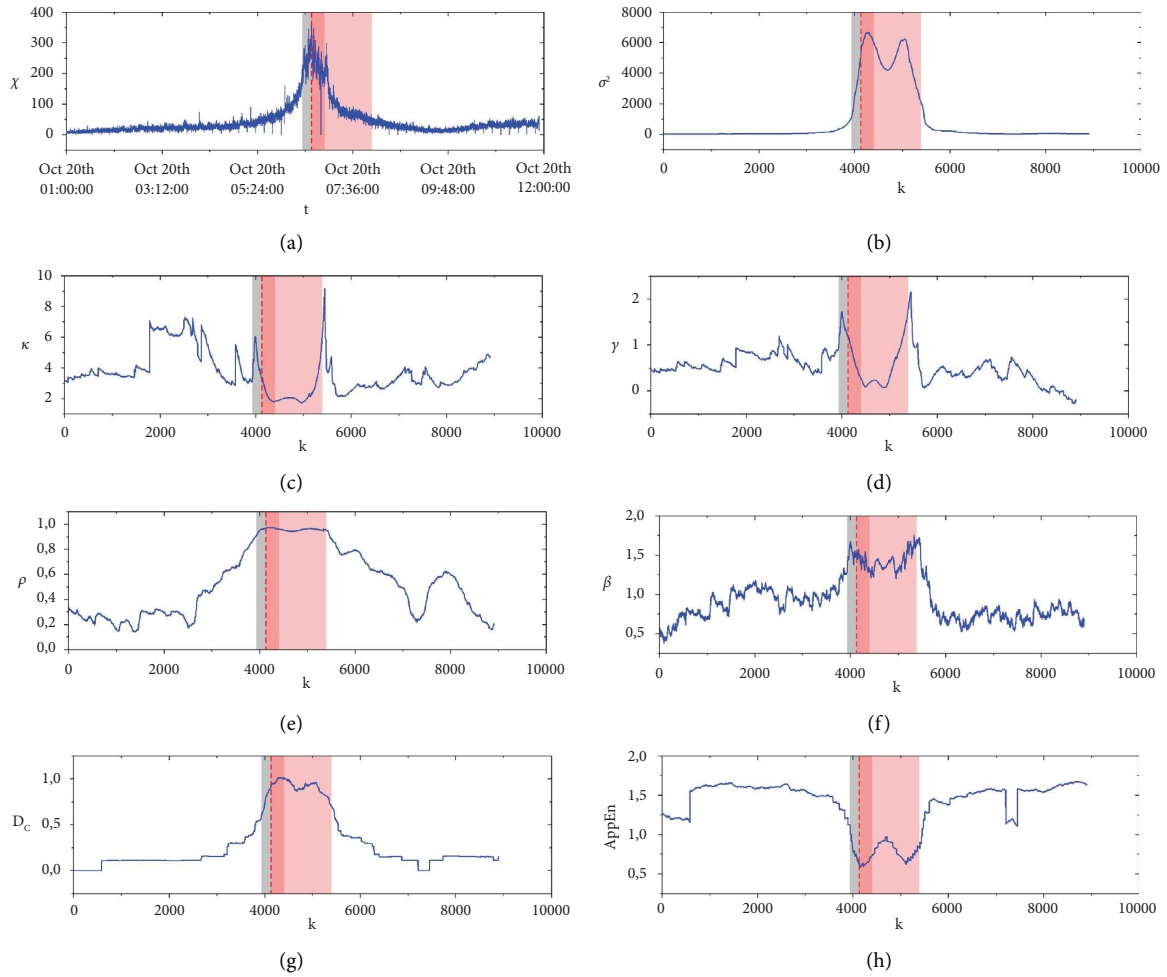 400
300
χ
200
100
0
Oct 20th Oct 20th Oct 20th Oct 20th Oct 20th Oct 20th
01:00:00 03:12:00 05:24:00 07:36:00 09:48:00 12:00:00
t
(a)
6000
σ²
4000
2000
0
0 2000 4000 6000 8000 10000
k
(b)
10
8
κ
6
4
2
0 2000 4000 6000 8000 10000
k
(c)
2
γ
1
0
0 2000 4000 6000 8000 10000
k
(d)
1,0
0,8
ρ
0,6
0,4
0,2
0,0
0 2000 4000 6000 8000 10000
k
(e)
2,0
1,5
β
1,0
0,5
0 2000 4000 6000 8000 10000
k
(f)
1,0
D_C
0,5
0,0
0 2000 4000 6000 8000 10000
k
(g)
2,0
1,5
AppEn
1,0
0,5
0 2000 4000 6000 8000 10000
k
(h)